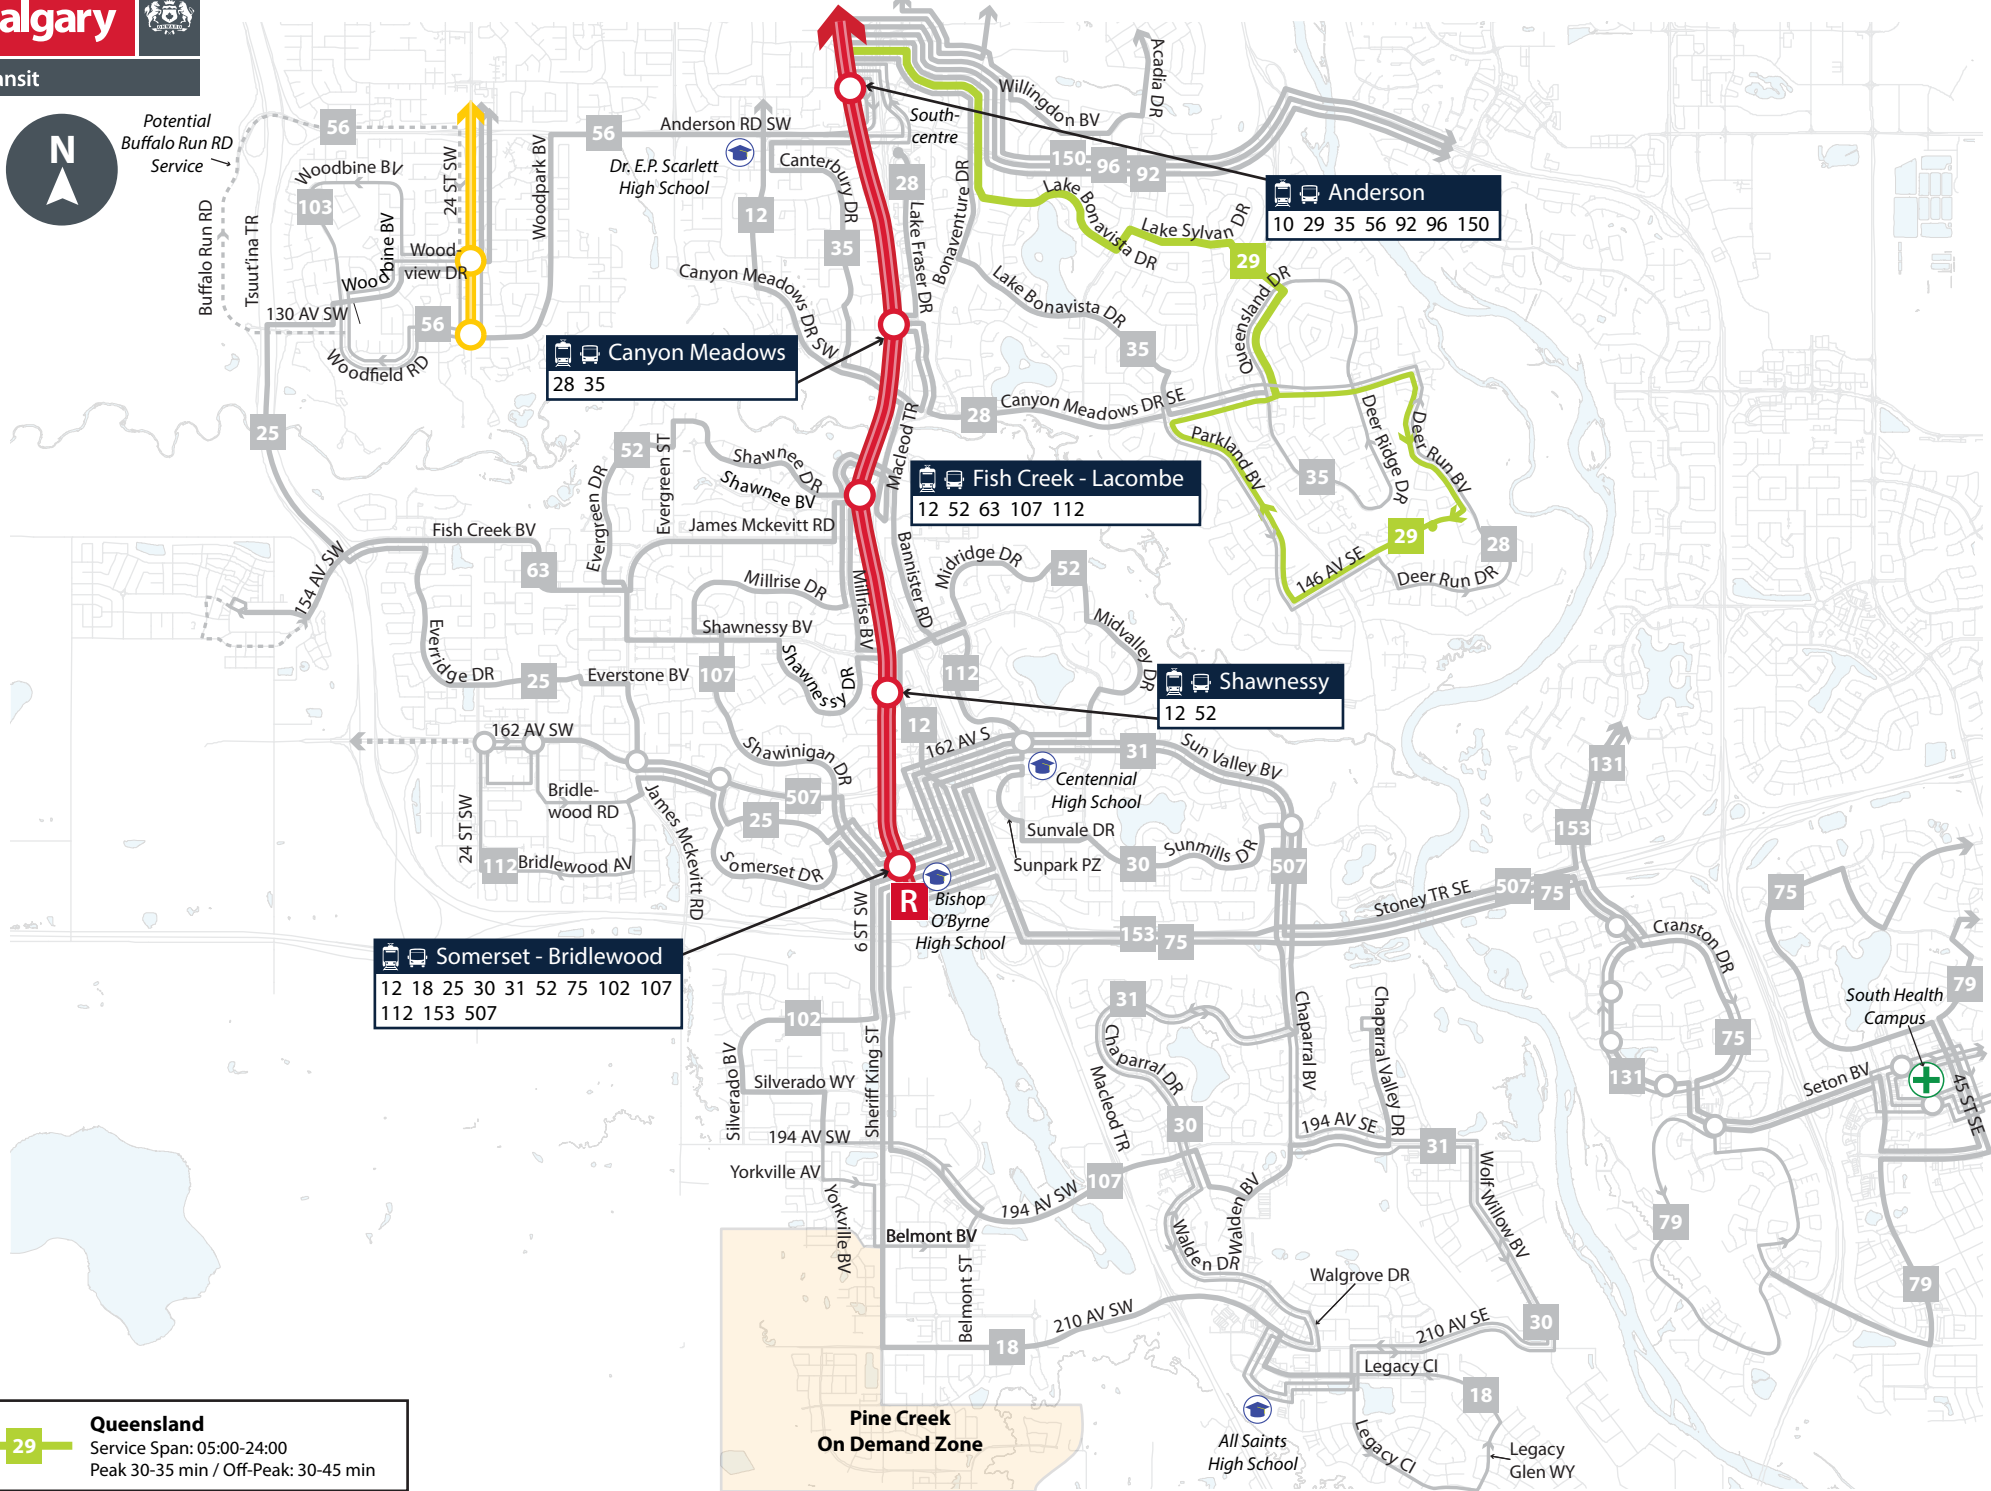 algary
ansit
N
Potential
Buffalo Run RD
Service
56
Woodbine BV
103
24 ST SW
Woodpark BV
56
Anderson RD SW
Dr. E.P. Scarlett
High School
Canterbury DR
12
35
South-
centre
28
Lake Fraser DR
Bonaventure DR
Willingdon BV
Acadia DR
150
96
92
Anderson
10 29 35 56 92 96 150
Lake Bonavista DR
Lake Sylvan DR
29
Queensland DR
Buffalo Run RD
Tsuut'ina TR
Woodbine BV
Wood-
view DR
130 AV SW
56
Woodfield RD
Canyon Meadows DR SW
Canyon Meadows
28 35
Lake Bonavista DR
35
28
Canyon Meadows DR SE
Macleod TR
Parkland BV
35
Deer Ridge DR
Deer Run BV
29
28
146 AV SE
Deer Run DR
25
52
Evergreen ST
Evergreen DR
Shawnee DR
Shawnee BV
James Mckevitt RD
Fish Creek - Lacombe
12 52 63 107 112
Fish Creek BV
63
154 AV SW
Bannister RD
Midridge DR
52
Midvalley DR
Millrise DR
Millrise BV
Shawnessy BV
Shawnessy DR
Everridge DR
25
Everstone BV
107
112
Shawnessy
12 52
12
162 AV S
31
Sun Valley BV
162 AV SW
Shawinigan DR
Bridle-
wood RD
507
25
24 ST SW
112
Bridlewood AV
James Mckevitt RD
Somerset DR
Centennial
High School
Sunvale DR
Sunpark PZ
30
Sunmills DR
507
131
153
R
Bishop
O'Byrne
High School
6 ST SW
Somerset - Bridlewood
12 18 25 30 31 52 75 102 107
112 153 507
153
75
Stoney TR SE
507
75
75
Cranston DR
79
South Health
Campus
75
131
Seton BV
45 ST SE
102
Silverado BV
Silverado WY
Sheriff King ST
31
Chaparral DR
Macleod TR
Chaparral BV
Chaparral Valley DR
30
194 AV SE
31
Wolf Willow BV
194 AV SW
Yorkville AV
Yorkville BV
107
194 AV SW
Belmont BV
Belmont ST
Walden BV
Walden DR
Walgrove DR
79
79
18
210 AV SW
210 AV SE
30
Legacy CI
18
Legacy CI
Legacy
Glen WY
All Saints
High School
Pine Creek
On Demand Zone
29
Queensland
Service Span: 05:00-24:00
Peak 30-35 min / Off-Peak: 30-45 min